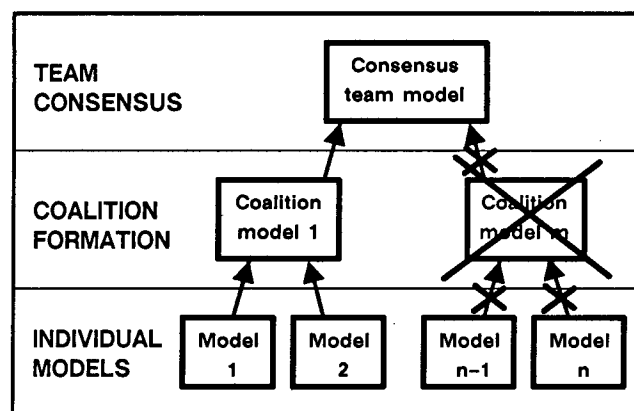 TEAM
CONSENSUS
Consensus
team model
COALITION
FORMATION
Coalition
model 1
Coalition
model m
INDIVIDUAL
MODELS
Model
1
Model
2
Model
n-1
Model
n